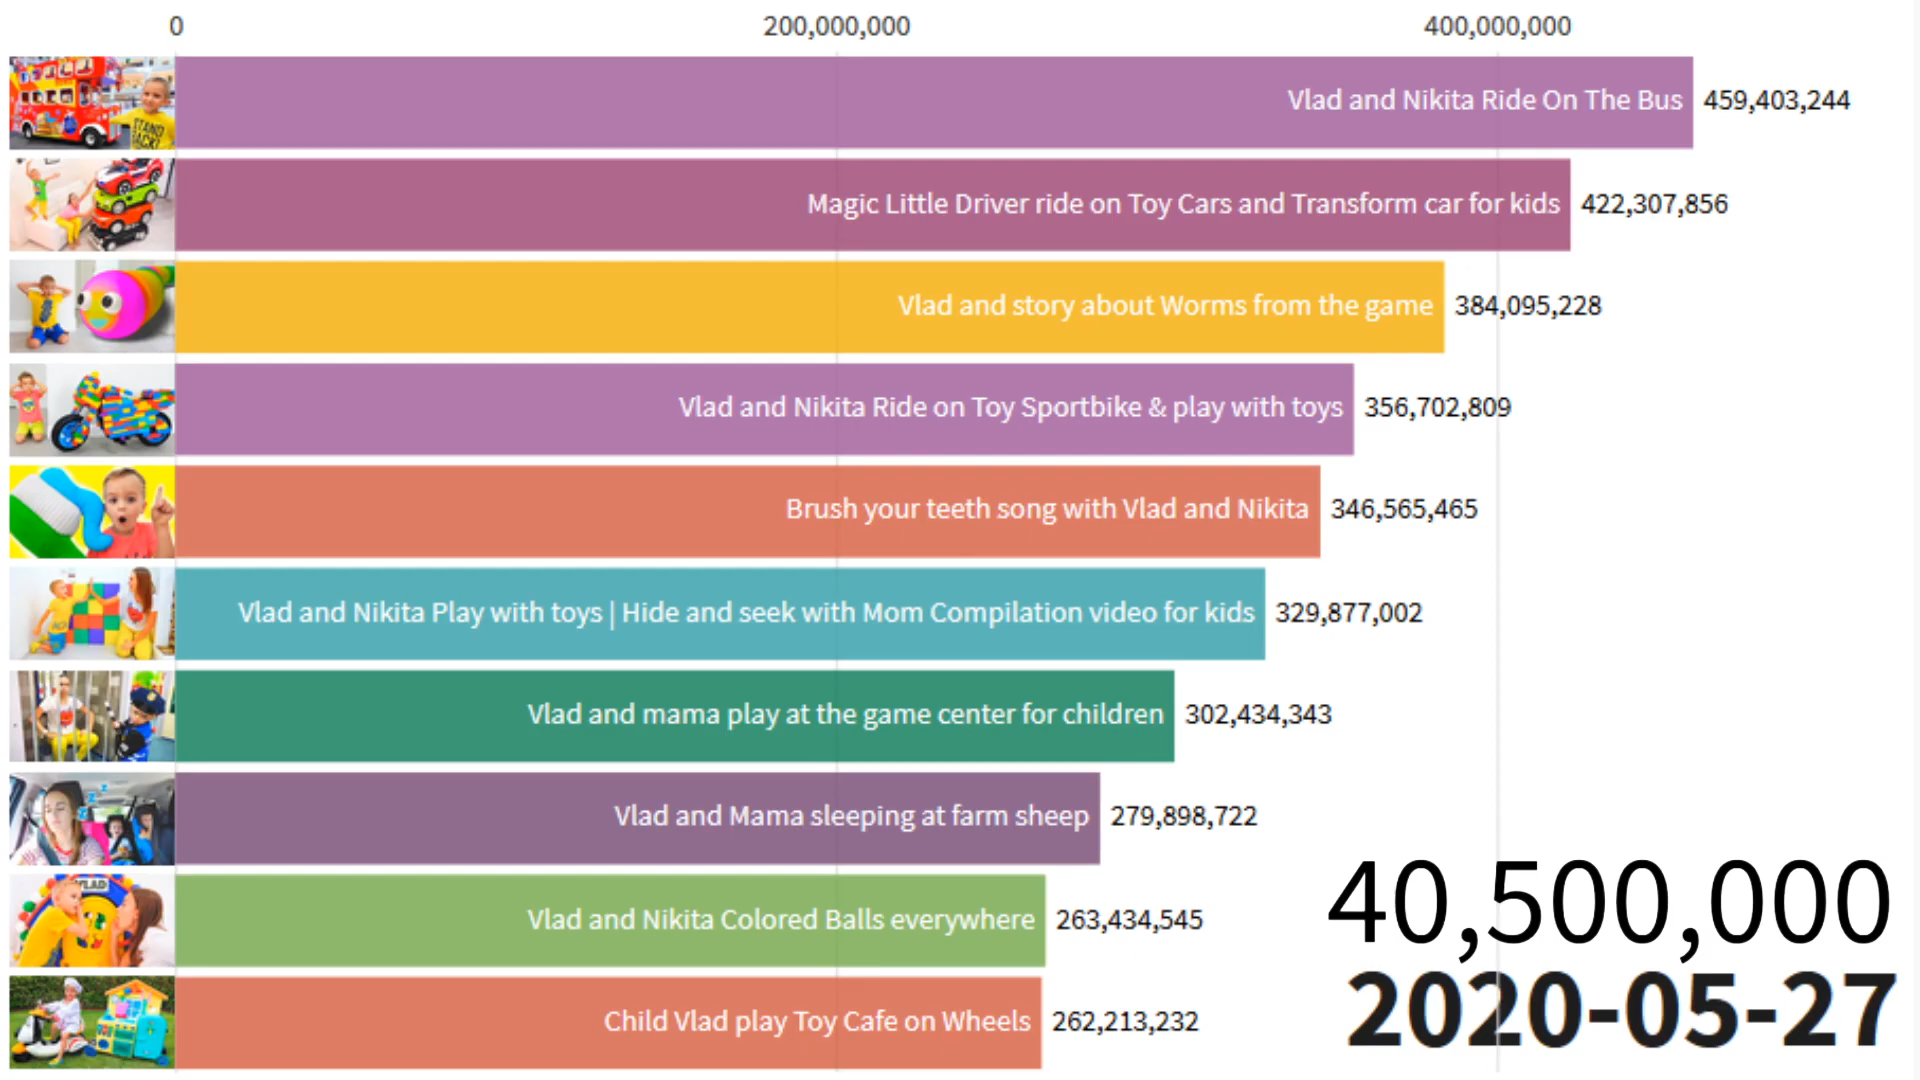 0 200,000,000 400,000,000
Vlad and Nikita Ride On The Bus 459,403,244
STAND
BACK!
Magic Little Driver ride on Toy Cars and Transform car for kids 422,307,856
Vlad and story about Worms from the game 384,095,228
Vlad and Nikita Ride on Toy Sportbike & play with toys 356,702,809
Brush your teeth song with Vlad and Nikita 346,565,465
Vlad and Nikita Play with toys | Hide and seek with Mom Compilation video for kids 329,877,002
Vlad and mama play at the game center for children 302,434,343
Vlad and Mama sleeping at farm sheep 279,898,722
z z z
VLAD
Vlad and Nikita Colored Balls everywhere 263,434,545
Child Vlad play Toy Cafe on Wheels 262,213,232
40,500,000
2020-05-27